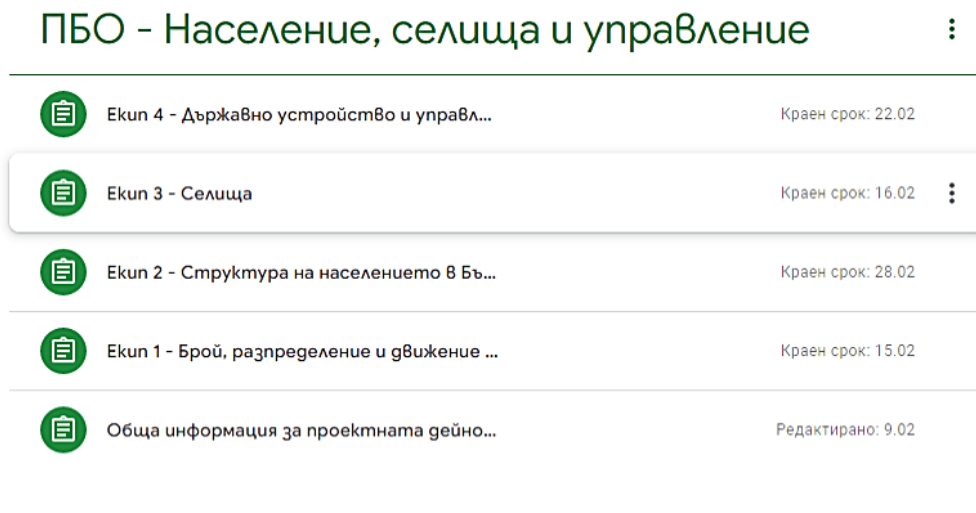 ПБО - Население, селища и управление
Екип 4 - Държавно устройство и управл...
Краен срок: 22.02
Екип 3 - Селища
Краен срок: 16.02
Екип 2 - Структура на населението в Бъ...
Краен срок: 28.02
Екип 1 - Брой, разпределение и движение ...
Краен срок: 15.02
Обща информация за проектната дейно...
Редактирано: 9.02